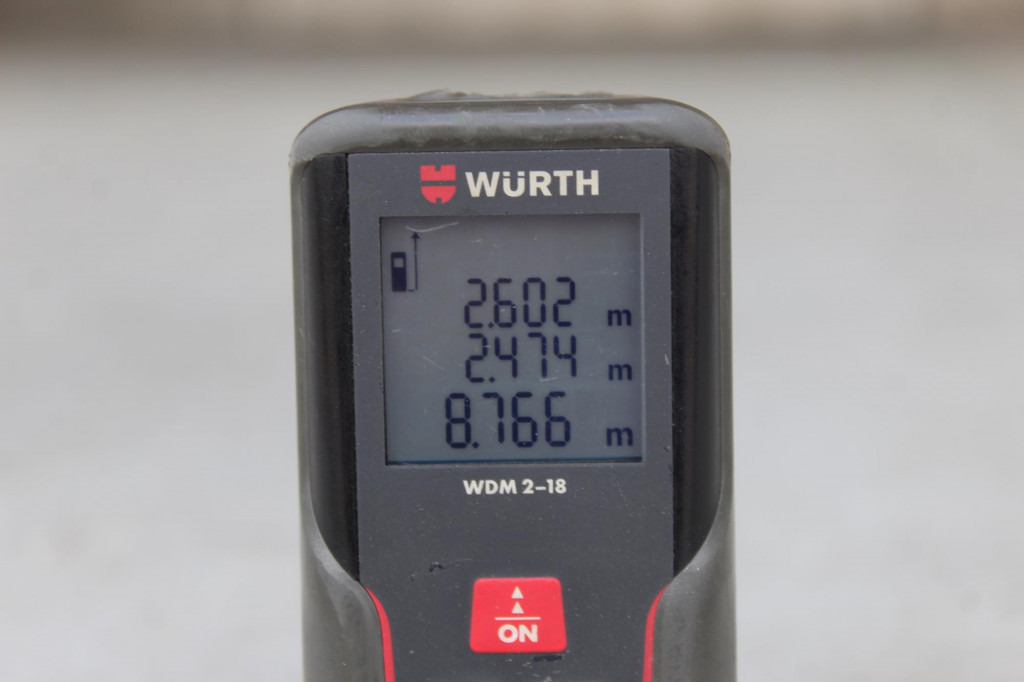 WÜRTH
2.602 m
2.474 m
8.766 m
WDM 2-18
ON